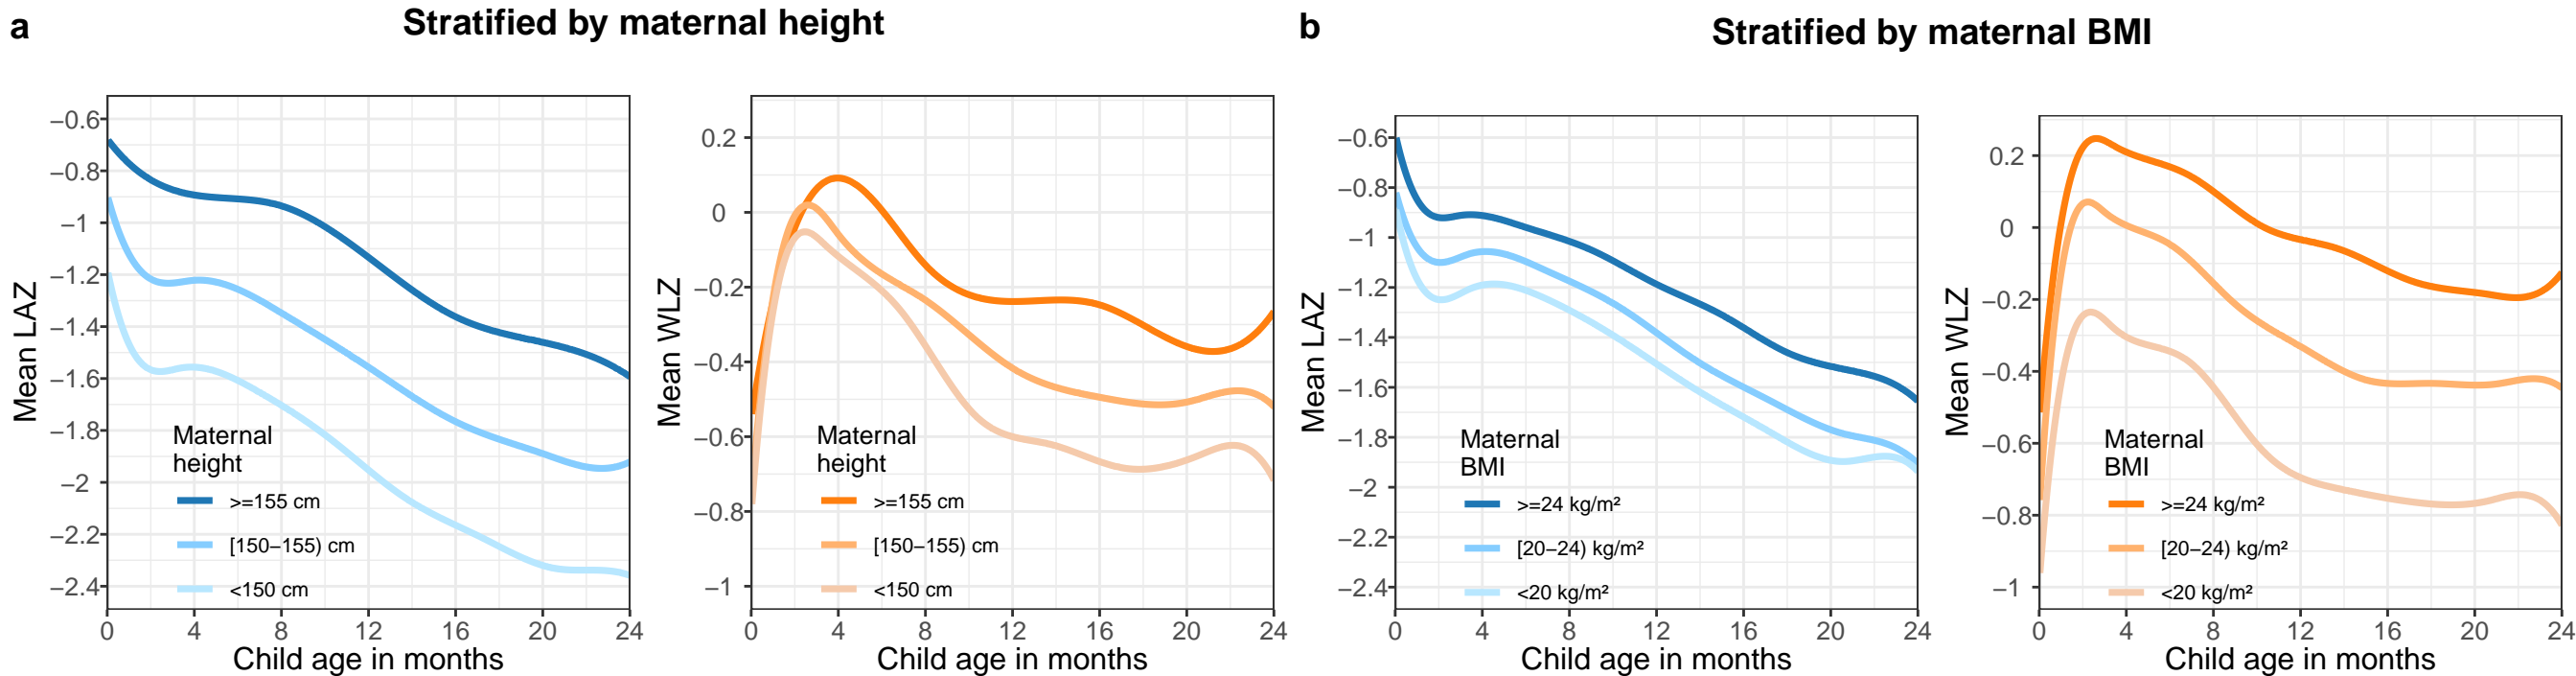 a
Stratified by maternal height
Mean LAZ
−0.6
−0.8
−1
−1.2
−1.4
−1.6
−1.8
−2
−2.2
−2.4
Maternal
height
>=155 cm
[150−155) cm
<150 cm
0 4 8 12 16 20 24
Child age in months
Mean WLZ
0.2
0
−0.2
−0.4
−0.6
−0.8
−1
Maternal
height
>=155 cm
[150−155) cm
<150 cm
0 4 8 12 16 20 24
Child age in months
b
Stratified by maternal BMI
Mean LAZ
−0.6
−0.8
−1
−1.2
−1.4
−1.6
−1.8
−2
−2.2
−2.4
Maternal
BMI
>=24 kg/m²
[20−24) kg/m²
<20 kg/m²
0 4 8 12 16 20 24
Child age in months
Mean WLZ
0.2
0
−0.2
−0.4
−0.6
−0.8
−1
Maternal
BMI
>=24 kg/m²
[20−24) kg/m²
<20 kg/m²
0 4 8 12 16 20 24
Child age in months